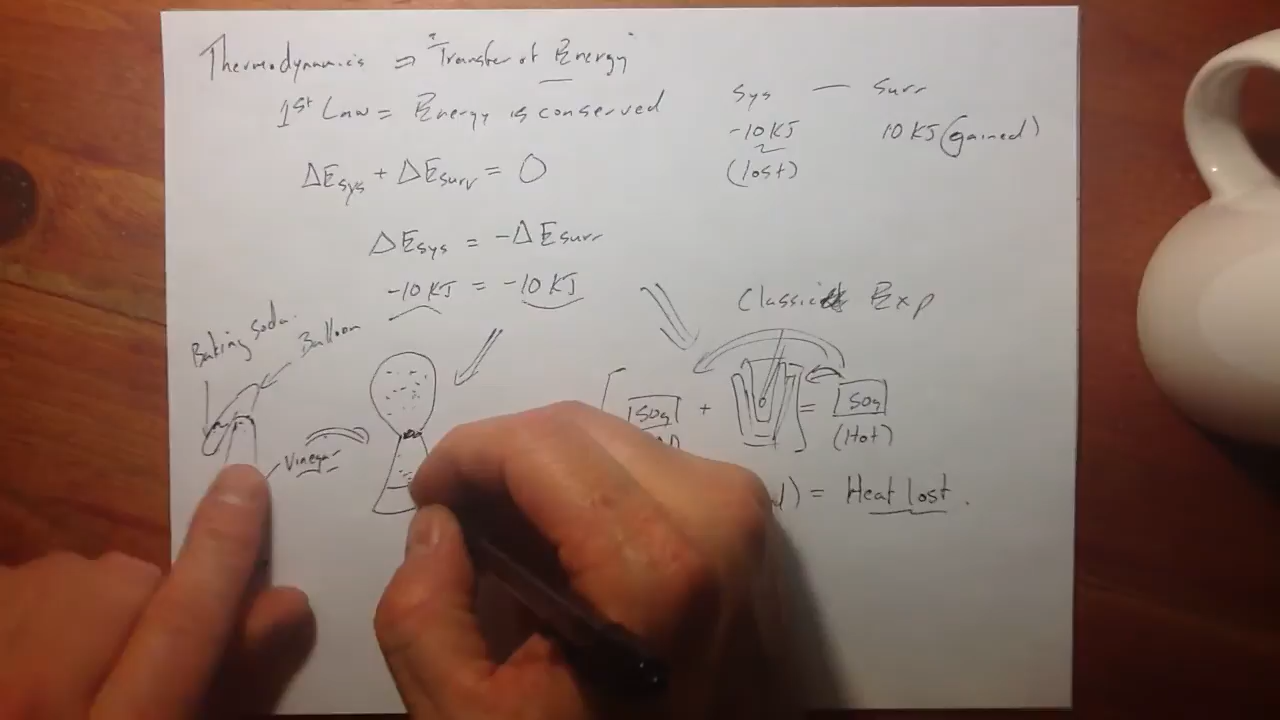 Thermodynamics ⇒ "Transfer of Energy"
1st Law = Energy is conserved
ΔEsys + ΔEsurr = 0
ΔEsys = -ΔEsurr
-10 KJ = -10 KJ
Sys — Surr
-10 KJ 10 KJ (gained)
(lost)
Classic Exp
Baking Soda.
Balloon
Vinegar
50g + = 50g
(Hot)
) = Heat lost.